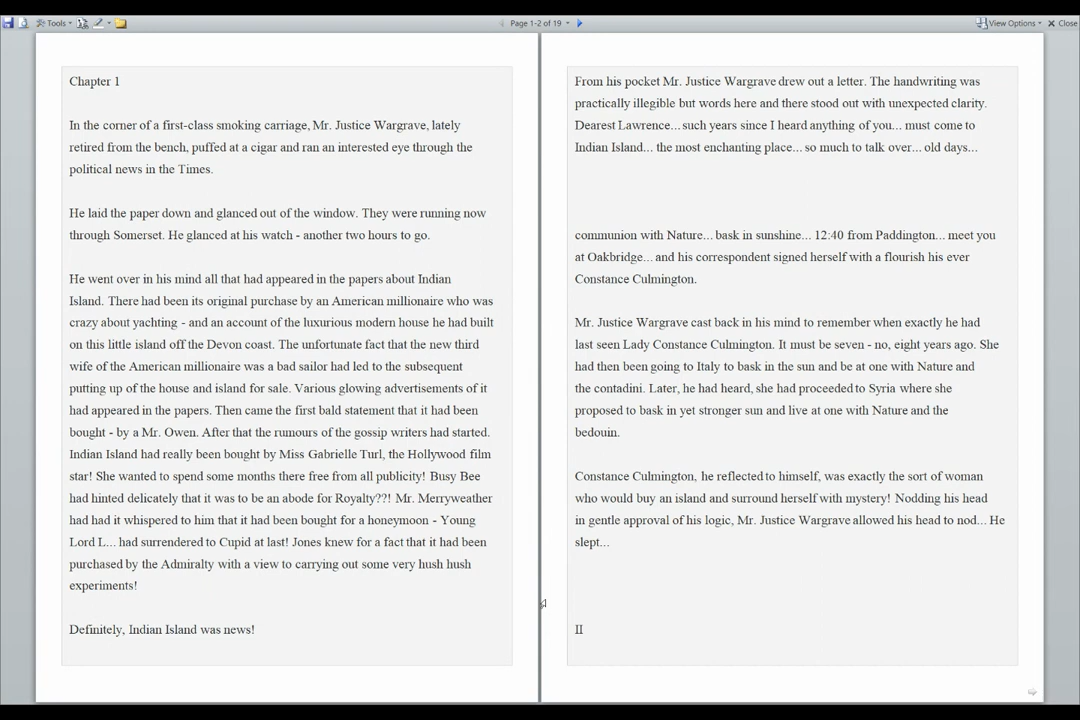 Tools
Page 1-2 of 19
View Options
Close
Chapter 1
In the corner of a first-class smoking carriage, Mr. Justice Wargrave, lately
retired from the bench, puffed at a cigar and ran an interested eye through the
political news in the Times.
He laid the paper down and glanced out of the window. They were running now
through Somerset. He glanced at his watch - another two hours to go.
He went over in his mind all that had appeared in the papers about Indian
Island. There had been its original purchase by an American millionaire who was
crazy about yachting - and an account of the luxurious modern house he had built
on this little island off the Devon coast. The unfortunate fact that the new third
wife of the American millionaire was a bad sailor had led to the subsequent
putting up of the house and island for sale. Various glowing advertisements of it
had appeared in the papers. Then came the first bald statement that it had been
bought - by a Mr. Owen. After that the rumours of the gossip writers had started.
Indian Island had really been bought by Miss Gabrielle Turl, the Hollywood film
star! She wanted to spend some months there free from all publicity! Busy Bee
had hinted delicately that it was to be an abode for Royalty??! Mr. Merryweather
had had it whispered to him that it had been bought for a honeymoon - Young
Lord L... had surrendered to Cupid at last! Jones knew for a fact that it had been
purchased by the Admiralty with a view to carrying out some very hush hush
experiments!
Definitely, Indian Island was news!
From his pocket Mr. Justice Wargrave drew out a letter. The handwriting was
practically illegible but words here and there stood out with unexpected clarity.
Dearest Lawrence... such years since I heard anything of you... must come to
Indian Island... the most enchanting place... so much to talk over... old days...
communion with Nature... bask in sunshine... 12:40 from Paddington... meet you
at Oakbridge... and his correspondent signed herself with a flourish his ever
Constance Culmington.
Mr. Justice Wargrave cast back in his mind to remember when exactly he had
last seen Lady Constance Culmington. It must be seven - no, eight years ago. She
had then been going to Italy to bask in the sun and be at one with Nature and
the contadini. Later, he had heard, she had proceeded to Syria where she
proposed to bask in yet stronger sun and live at one with Nature and the
bedouin.
Constance Culmington, he reflected to himself, was exactly the sort of woman
who would buy an island and surround herself with mystery! Nodding his head
in gentle approval of his logic, Mr. Justice Wargrave allowed his head to nod... He
slept...
II